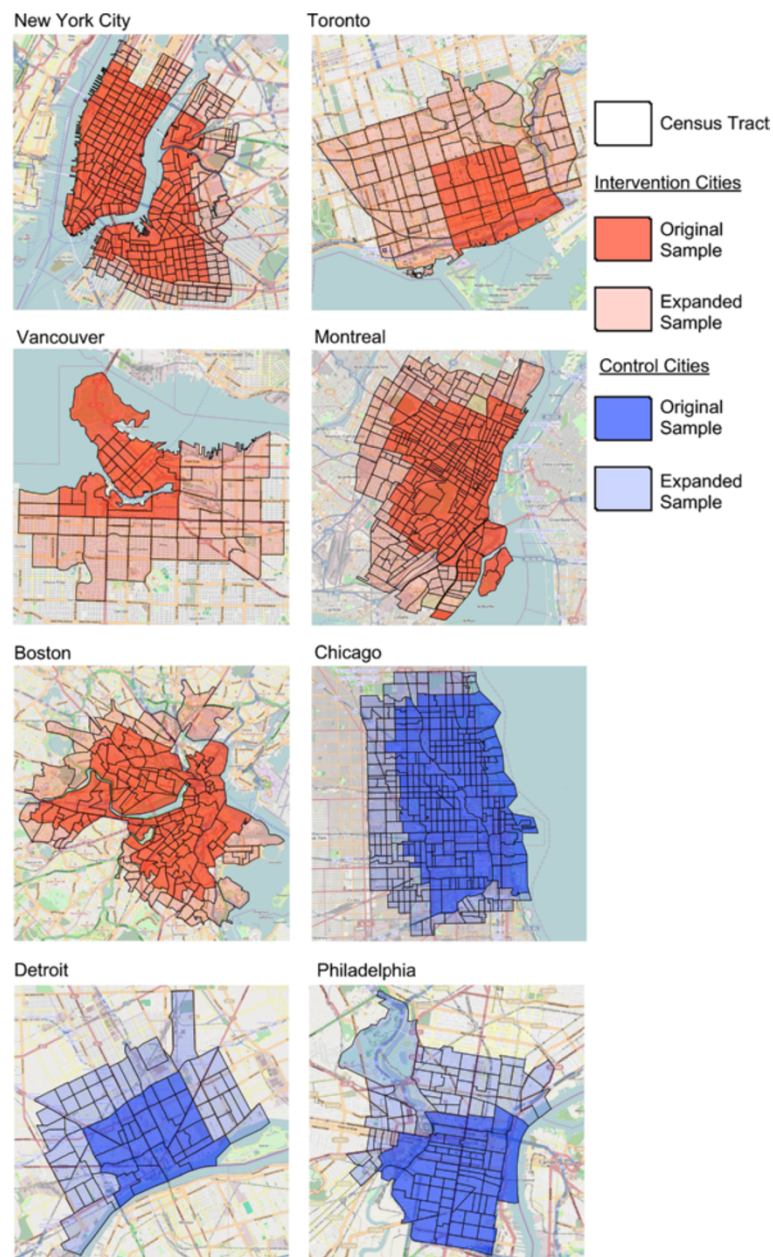 New York City
Toronto
Census Tract
Intervention Cities
Original
Sample
Expanded
Sample
Vancouver
Montreal
Control Cities
Original
Sample
Expanded
Sample
Boston
Chicago
Detroit
Philadelphia